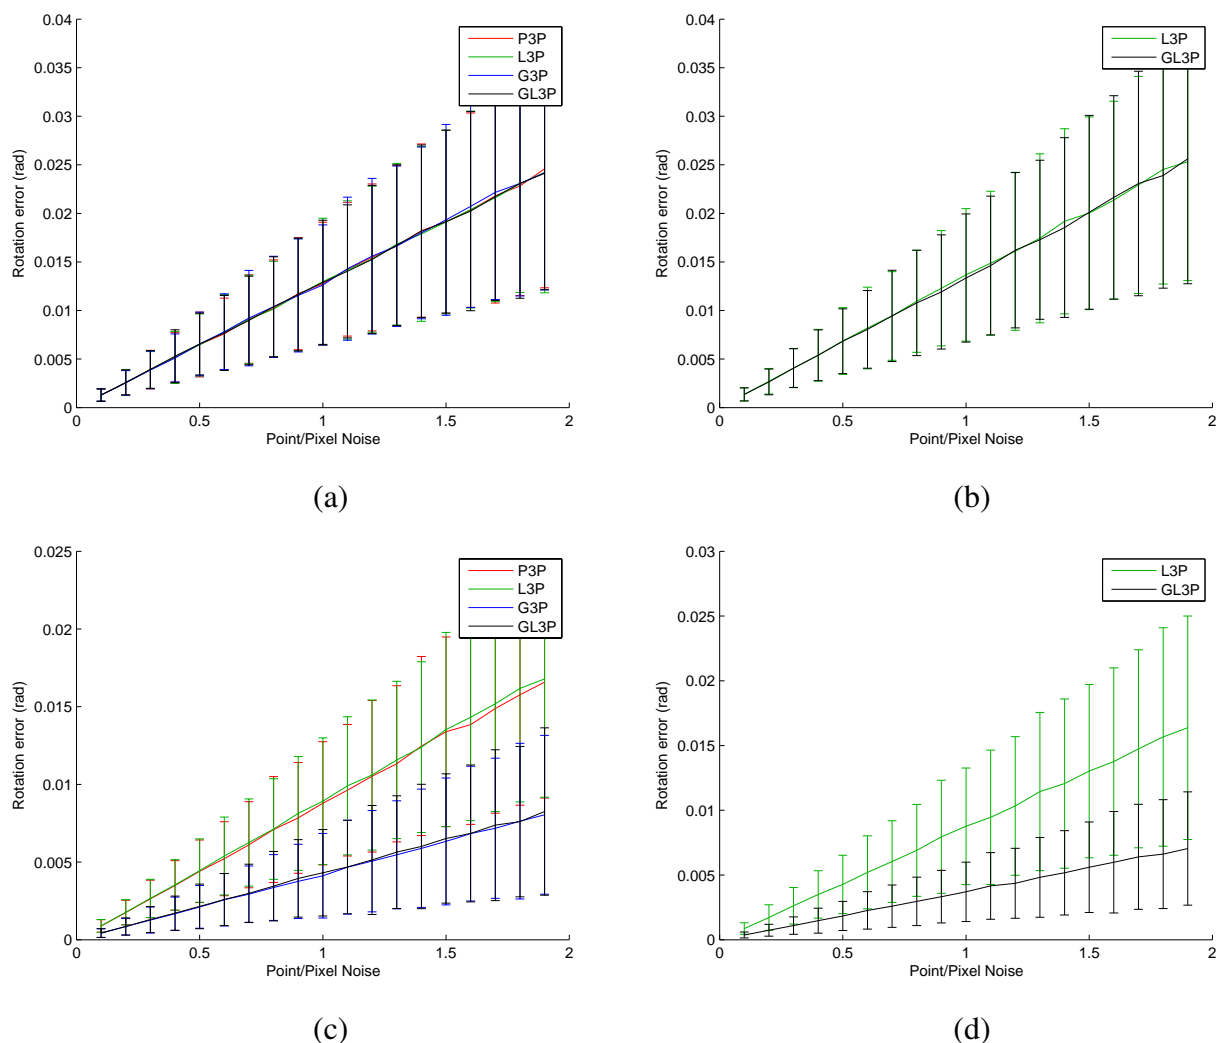 0.04
0.035
0.03
0.025
0.02
0.015
0.01
0.005
0
Rotation error (rad)
0 0.5 1 1.5 2
Point/Pixel Noise
P3P
L3P
G3P
GL3P
(a)
0.04
0.035
0.03
0.025
0.02
0.015
0.01
0.005
0
Rotation error (rad)
0 0.5 1 1.5 2
Point/Pixel Noise
L3P
GL3P
(b)
0.025
0.02
0.015
0.01
0.005
0
Rotation error (rad)
0 0.5 1 1.5 2
Point/Pixel Noise
P3P
L3P
G3P
GL3P
(c)
0.03
0.025
0.02
0.015
0.01
0.005
0
Rotation error (rad)
0 0.5 1 1.5 2
Point/Pixel Noise
L3P
GL3P
(d)